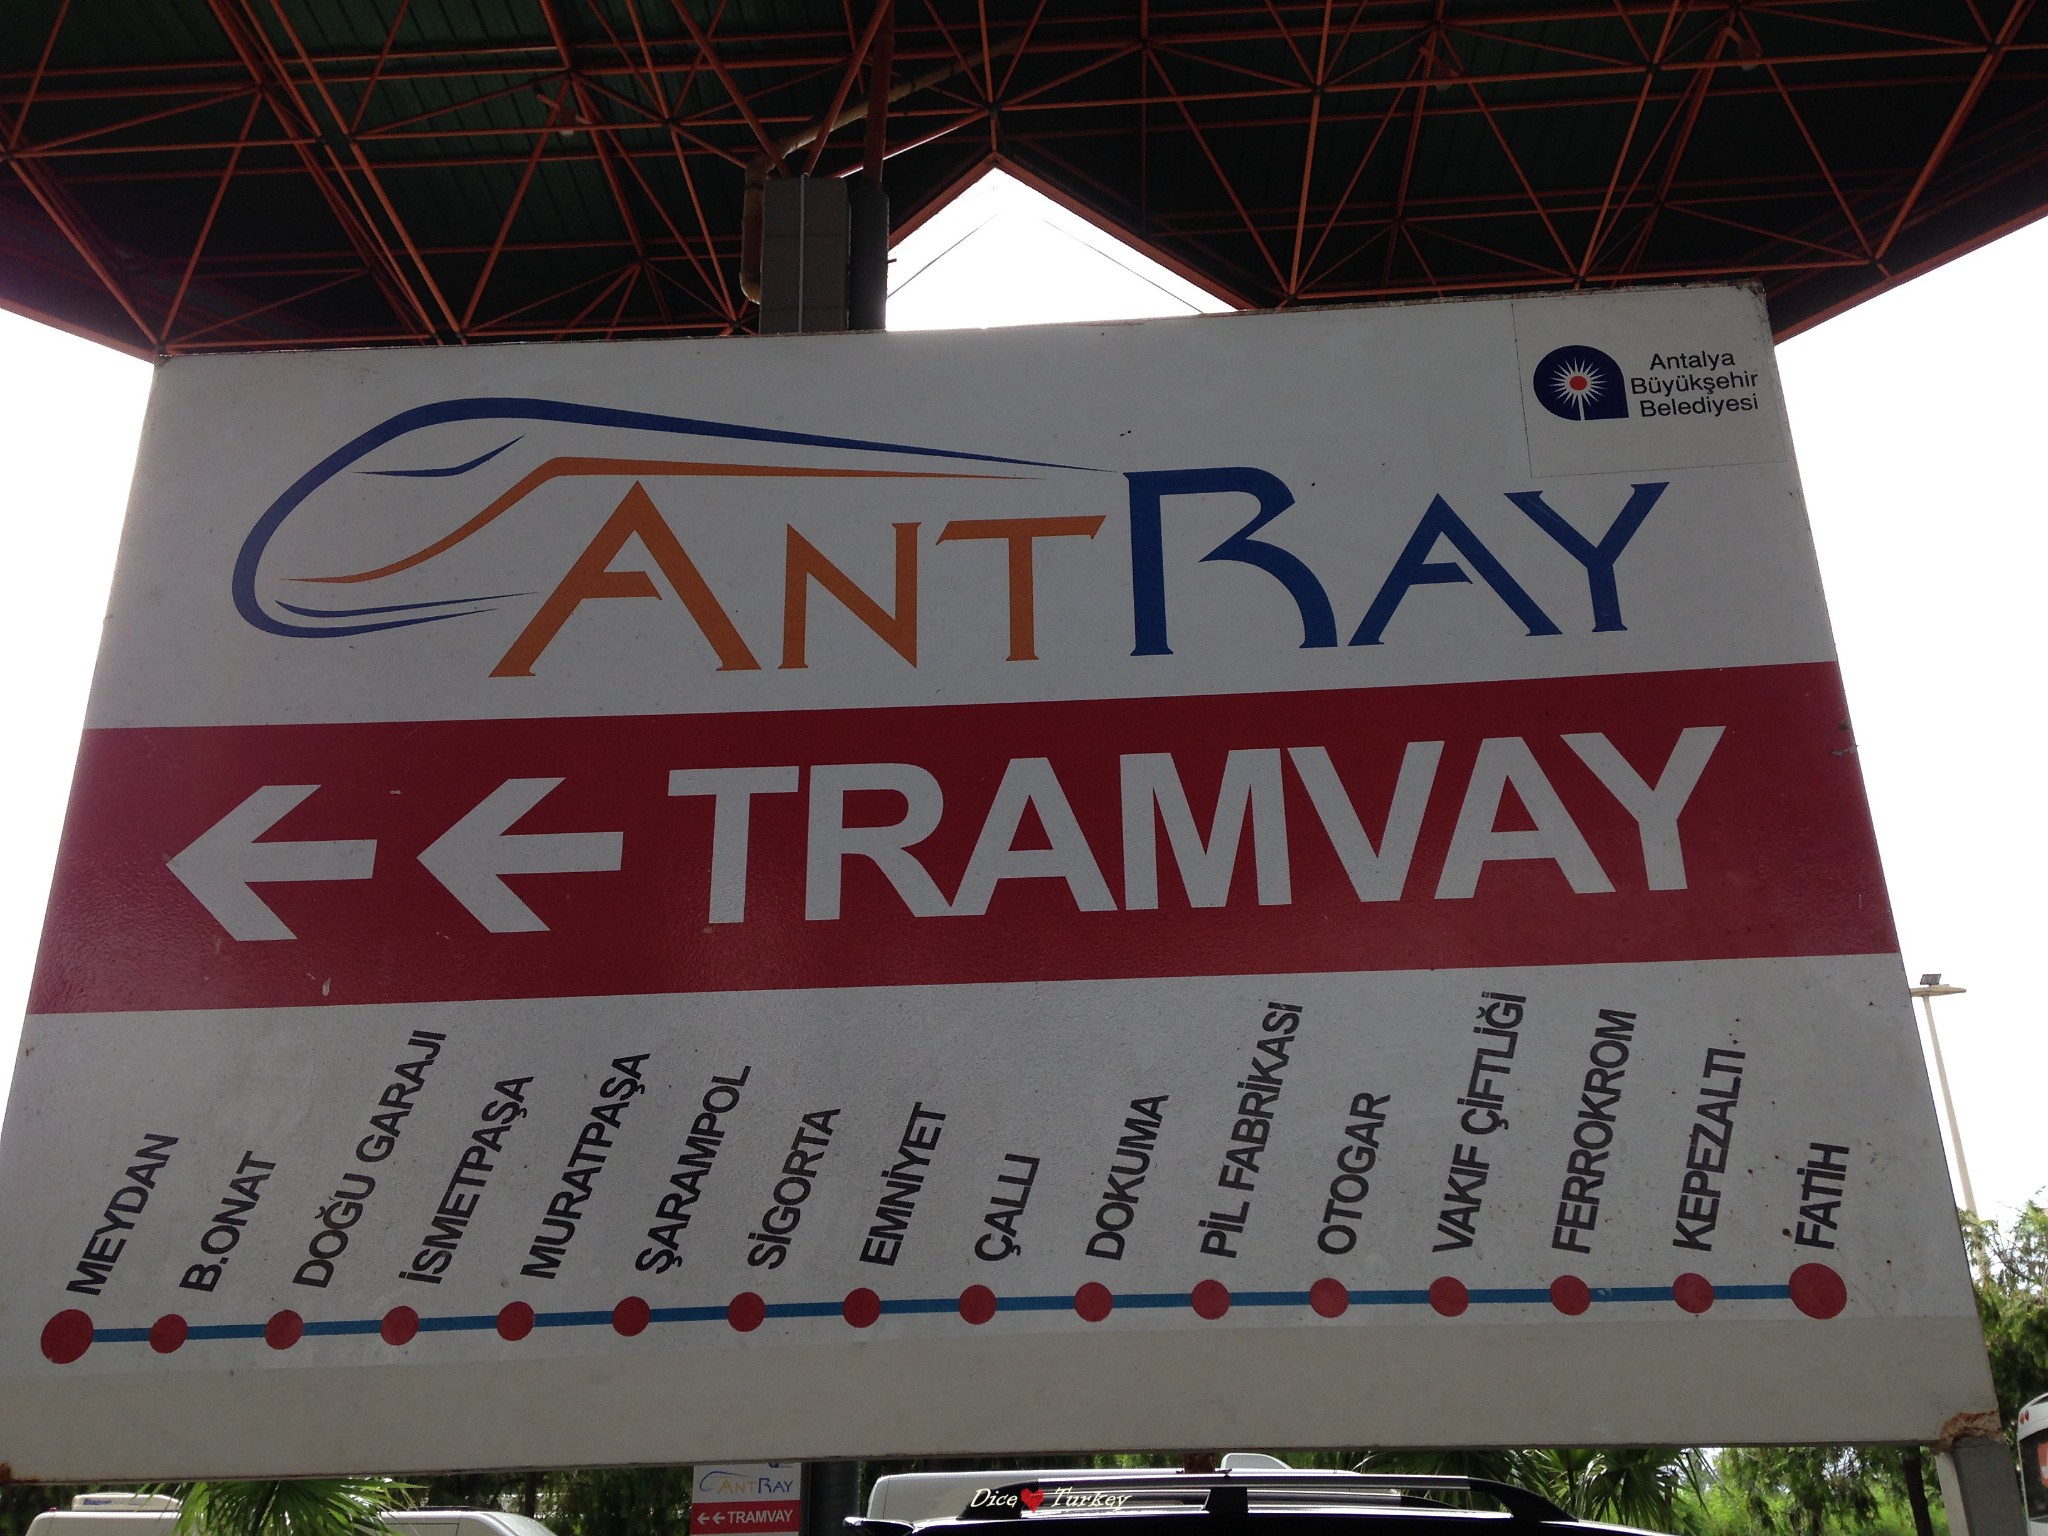 Antalya
Büyükşehir
Belediyesi
ANTRAY
TRAMVAY
MEYDAN
B.ONAT
DOĞU GARAJI
İSMETPAŞA
MURATPAŞA
ŞARAMPOL
SİGORTA
EMNİYET
ÇALLI
DOKUMA
PİL FABRİKASI
OTOGAR
VAKIF ÇİFTLİĞİ
FERROKROM
KEPEZALTI
FATİH
ANTRAY
TRAMVAY
Dice Turkey